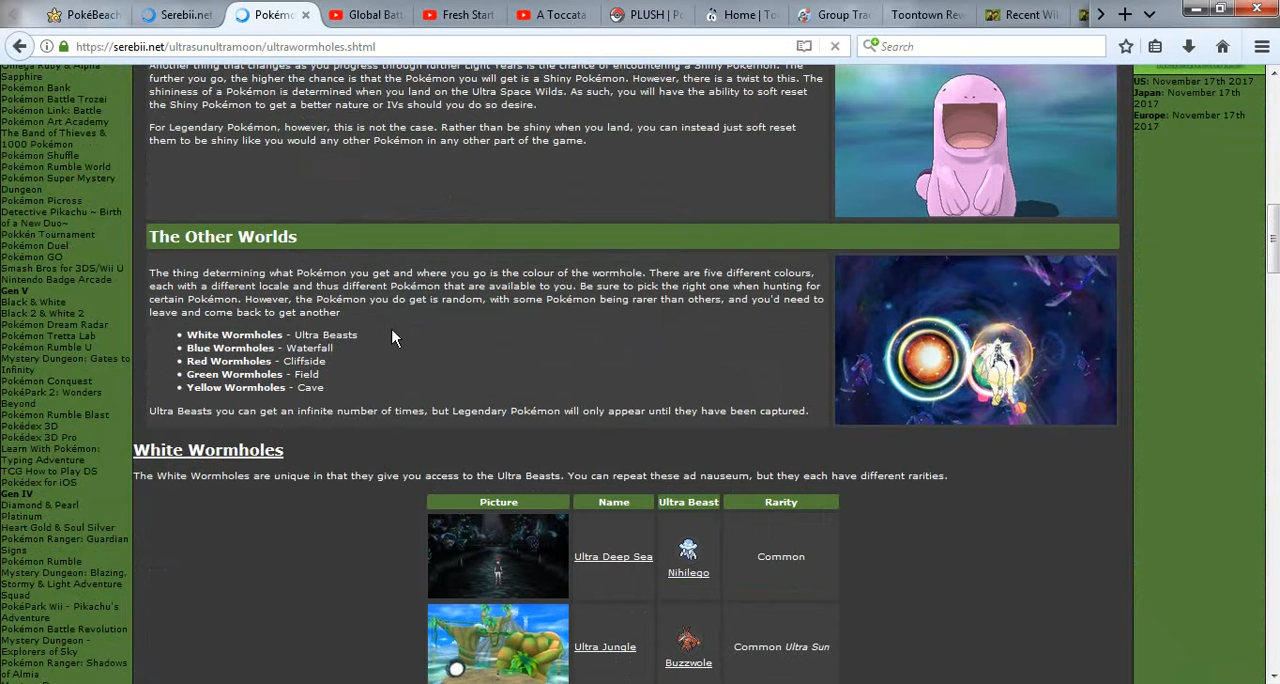 PokéBeach
Serebii.net
Pokémo
Global Batt
Fresh Start
A Toccata
PLUSH | Po
Home | To
Group Trac
Toontown Rew
Recent Wil
https://serebii.net/ultrasunultramoon/ultrawormholes.shtml
Search
Omega Ruby & Alpha
Sapphire
Pokémon Bank
Pokémon Battle Trozei
Pokémon Link: Battle
Pokémon Art Academy
The Band of Thieves &
1000 Pokémon
Pokémon Shuffle
Pokémon Rumble World
Pokémon Super Mystery
Dungeon
Pokémon Picross
Detective Pikachu ~ Birth
of a New Duo~
Pokkén Tournament
Pokémon Duel
Pokémon GO
Smash Bros for 3DS/Wii U
Nintendo Badge Arcade
Gen V
Black & White
Black 2 & White 2
Pokémon Dream Radar
Pokémon Tretta Lab
Pokémon Rumble U
Mystery Dungeon: Gates to
Infinity
Pokémon Conquest
PokéPark 2: Wonders
Beyond
Pokémon Rumble Blast
Pokédex 3D
Pokédex 3D Pro
Learn With Pokémon:
Typing Adventure
TCG How to Play DS
Pokédex for iOS
Gen IV
Diamond & Pearl
Platinum
Heart Gold & Soul Silver
Pokémon Ranger: Guardian
Signs
Pokémon Rumble
Mystery Dungeon: Blazing,
Stormy & Light Adventure
Squad
PokéPark Wii - Pikachu's
Adventure
Pokémon Battle Revolution
Mystery Dungeon -
Explorers of Sky
Pokémon Ranger: Shadows
of Almia
Another trait that changes as you progress through further Light Years is the chance of encountering a Shiny Pokémon. The
further you go, the higher the chance is that the Pokémon you will get is a Shiny Pokémon. However, there is a twist to this. The
shininess of a Pokémon is determined when you land on the Ultra Space Wilds. As such, you will have the ability to soft reset
the Shiny Pokémon to get a better nature or IVs should you do so desire.
For Legendary Pokémon, however, this is not the case. Rather than be shiny when you land, you can instead just soft reset
them to be shiny like you would any other Pokémon in any other part of the game.
The Other Worlds
The thing determining what Pokémon you get and where you go is the colour of the wormhole. There are five different colours,
each with a different locale and thus different Pokémon that are available to you. Be sure to pick the right one when hunting for
certain Pokémon. However, the Pokémon you do get is random, with some Pokémon being rarer than others, and you'd need to
leave and come back to get another
• White Wormholes - Ultra Beasts
• Blue Wormholes - Waterfall
• Red Wormholes - Cliffside
• Green Wormholes - Field
• Yellow Wormholes - Cave
Ultra Beasts you can get an infinite number of times, but Legendary Pokémon will only appear until they have been captured.
White Wormholes
The White Wormholes are unique in that they give you access to the Ultra Beasts. You can repeat these ad nauseum, but they each have different rarities.
Picture Name Ultra Beast Rarity
Ultra Deep Sea Nihilego Common
Ultra Jungle Buzzwole Common Ultra Sun
US: November 17th 2017
Japan: November 17th
2017
Europe: November 17th
2017